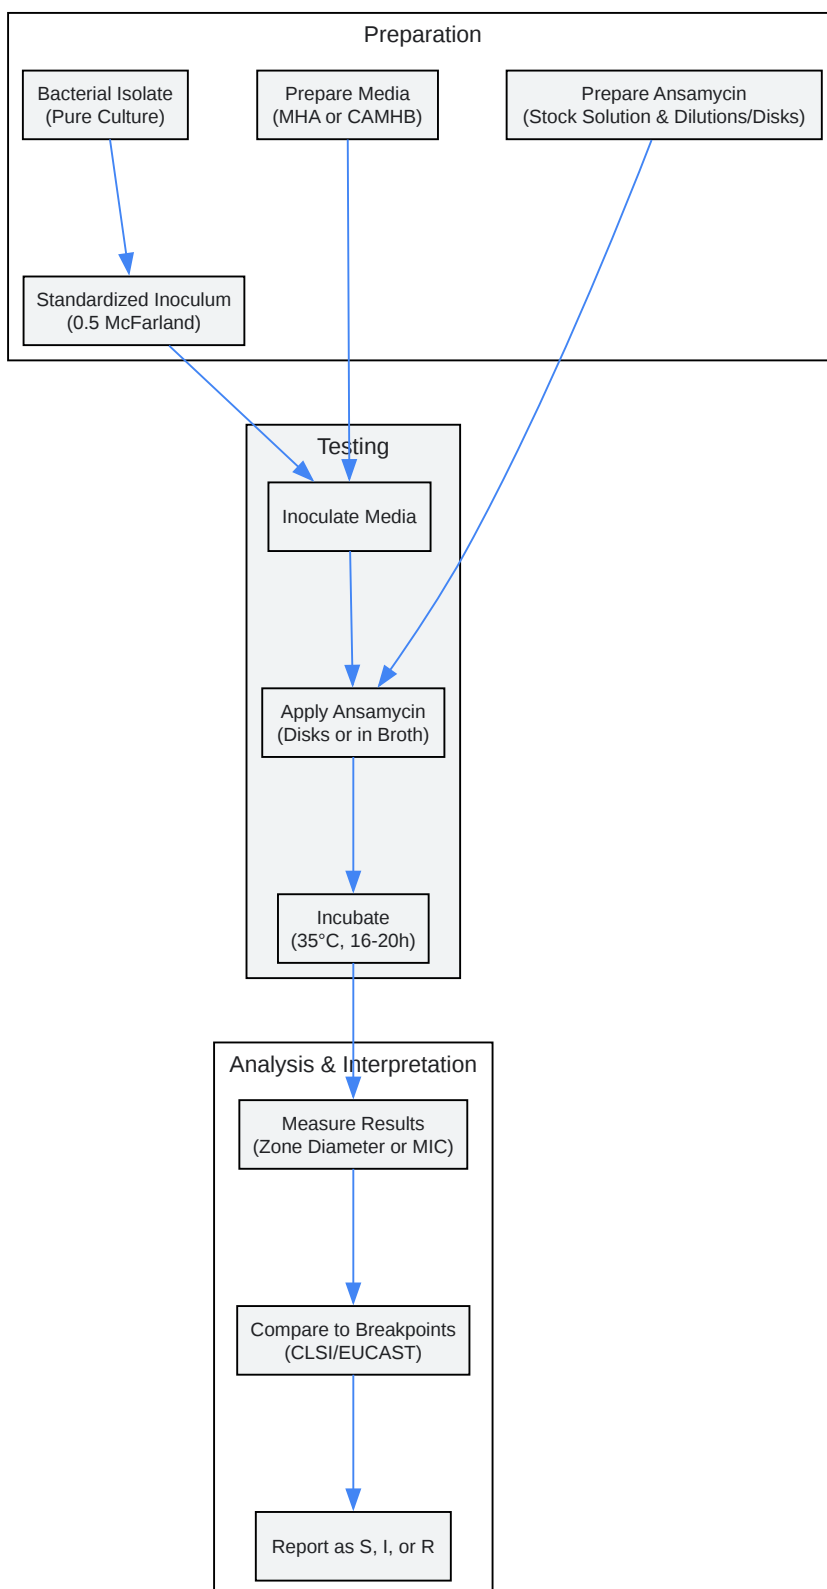 Preparation
Bacterial Isolate
(Pure Culture)
Prepare Media
(MHA or CAMHB)
Prepare Ansamycin
(Stock Solution & Dilutions/Disks)
Standardized Inoculum
(0.5 McFarland)
Testing
Inoculate Media
Apply Ansamycin
(Disks or in Broth)
Incubate
(35°C, 16-20h)
Analysis & Interpretation
Measure Results
(Zone Diameter or MIC)
Compare to Breakpoints
(CLSI/EUCAST)
Report as S, I, or R